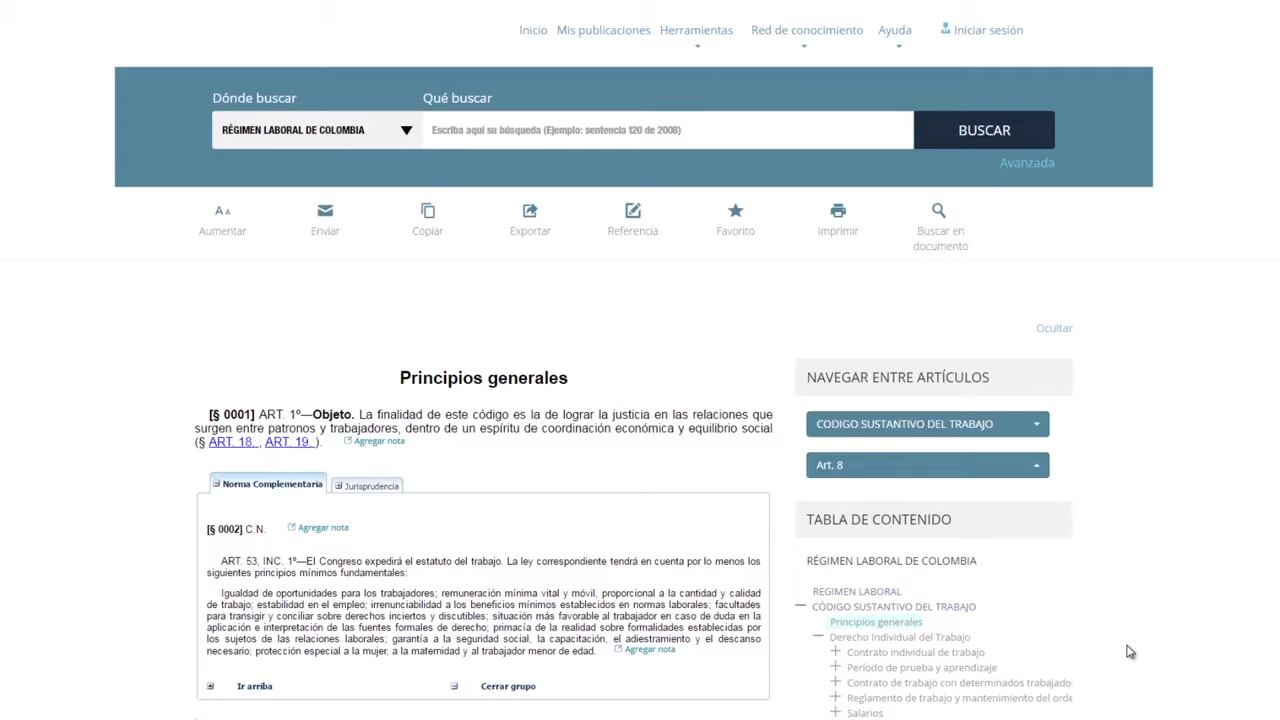 Inicio Mis publicaciones Herramientas Red de conocimiento Ayuda Iniciar sesión
Dónde buscar Qué buscar
RÉGIMEN LABORAL DE COLOMBIA Escriba aquí su búsqueda (Ejemplo: sentencia t20 de 2008) BUSCAR
Avanzada
AA
Aumentar Enviar Copiar Exportar Referencia Favorito Imprimir Buscar en
documento
Ocultar
Principios generales
[§ 0001] ART. 1º—Objeto. La finalidad de este código es la de lograr la justicia en las relaciones que
surgen entre patronos y trabajadores, dentro de un espíritu de coordinación económica y equilibrio social
(§ ART. 18. , ART. 19. ). Agregar nota
Norma Complementaria Jurisprudencia
[§ 0002] C.N. Agregar nota
ART. 53, INC. 1º—El Congreso expedirá el estatuto del trabajo. La ley correspondiente tendrá en cuenta por lo menos los
siguientes principios mínimos fundamentales:
Igualdad de oportunidades para los trabajadores; remuneración mínima vital y móvil, proporcional a la cantidad y calidad
de trabajo; estabilidad en el empleo; irrenunciabilidad a los beneficios mínimos establecidos en normas laborales; facultades
para transigir y conciliar sobre derechos inciertos y discutibles; situación más favorable al trabajador en caso de duda en la
aplicación e interpretación de las fuentes formales de derecho; primacía de la realidad sobre formalidades establecidas por
los sujetos de las relaciones laborales; garantía a la seguridad social, la capacitación, el adiestramiento y el descanso
necesario; protección especial a la mujer, a la maternidad y al trabajador menor de edad. Agregar nota
Ir arriba Cerrar grupo
NAVEGAR ENTRE ARTÍCULOS
CODIGO SUSTANTIVO DEL TRABAJO
Art. 8
TABLA DE CONTENIDO
RÉGIMEN LABORAL DE COLOMBIA
REGIMEN LABORAL
CÓDIGO SUSTANTIVO DEL TRABAJO
Principios generales
Derecho Individual del Trabajo
Contrato individual de trabajo
Período de prueba y aprendizaje
Contrato de trabajo con determinados trabajado
Reglamento de trabajo y mantenimiento del orde
Salarios